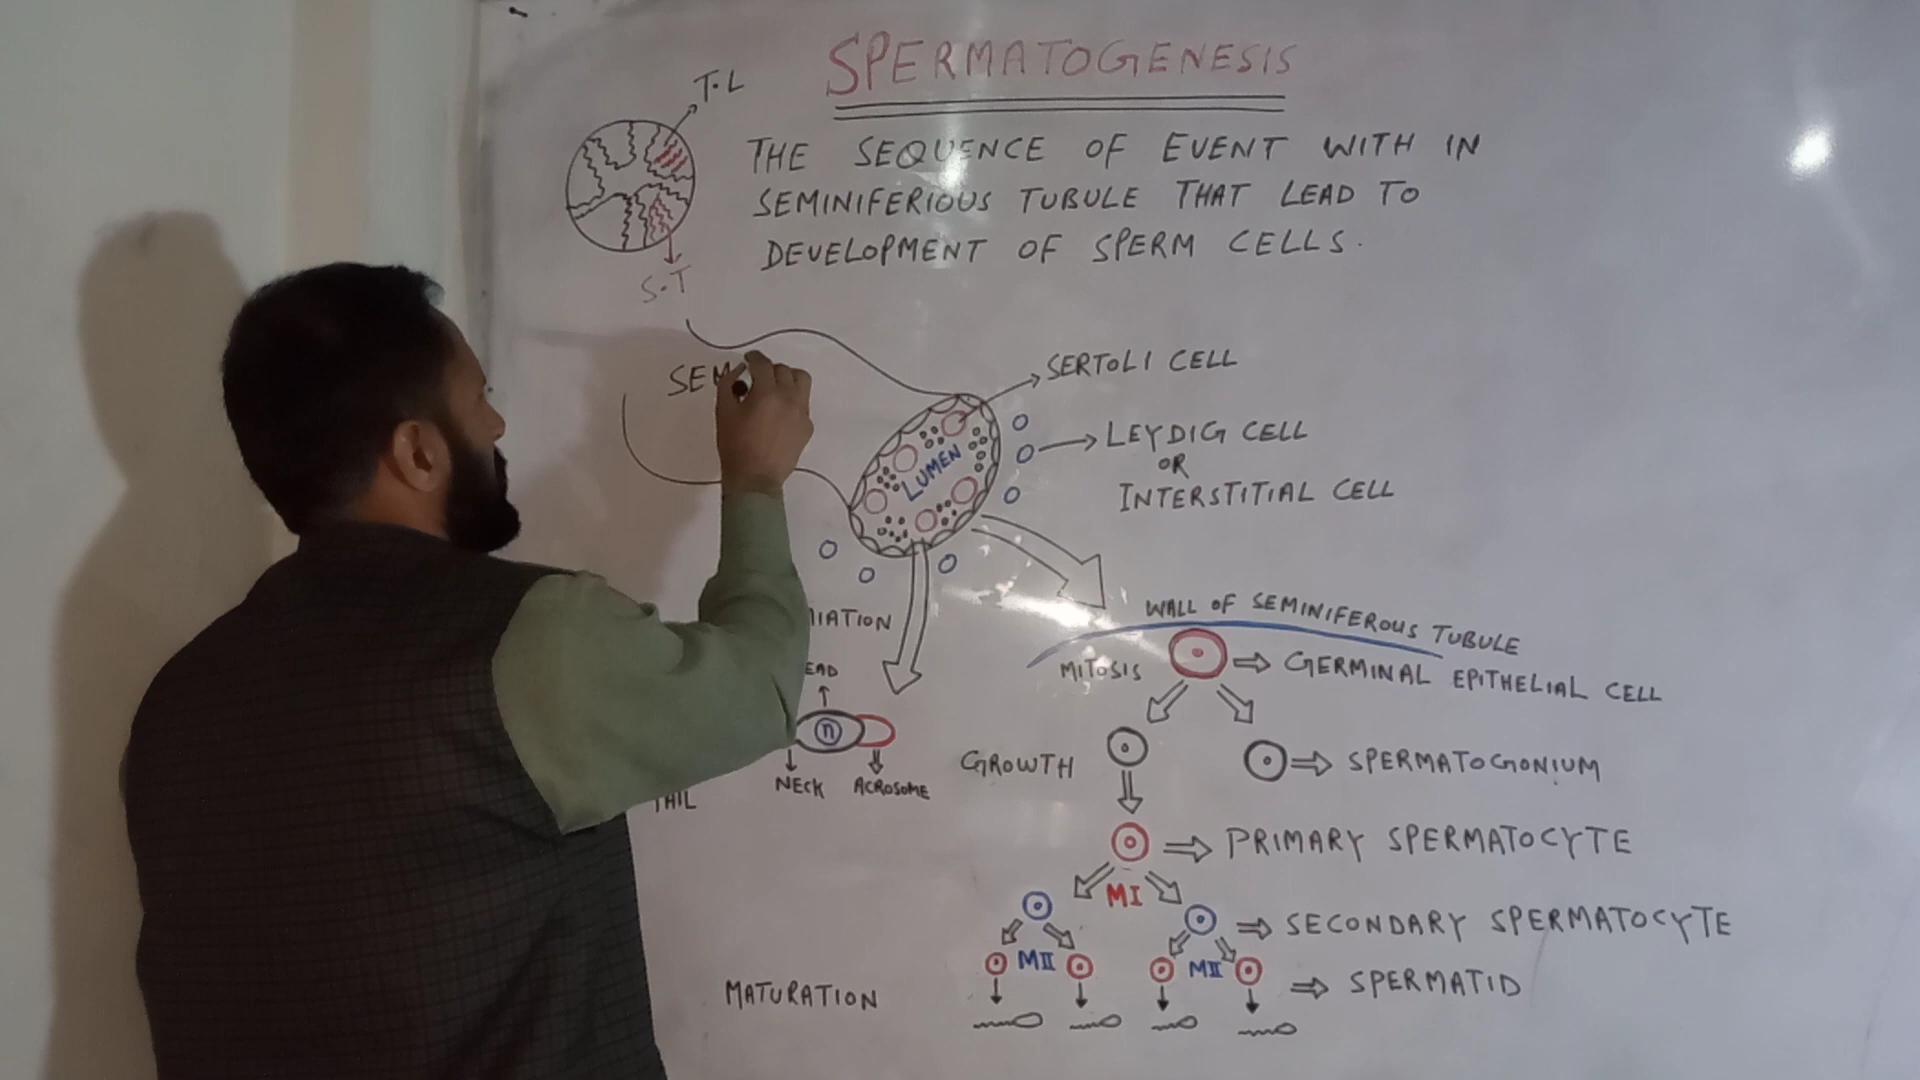 SPERMATOGENESIS
T.L
THE SEQUENCE OF EVENT WITH IN
SEMINIFERIOUS TUBULE THAT LEAD TO
DEVELOPMENT OF SPERM CELLS.
S.T
SEM
SERTOLI CELL
LEYDIG CELL
OR
INTERSTITIAL CELL
LUMEN
WALL OF SEMINIFEROUS TUBULE
MITOSIS
GERMINAL EPITHELIAL CELL
n
NECK
ACROSOME
GROWTH
SPERMATOGONIUM
PRIMARY SPERMATOCYTE
MI
SECONDARY SPERMATOCYTE
MII
MII
SPERMATID
MATURATION